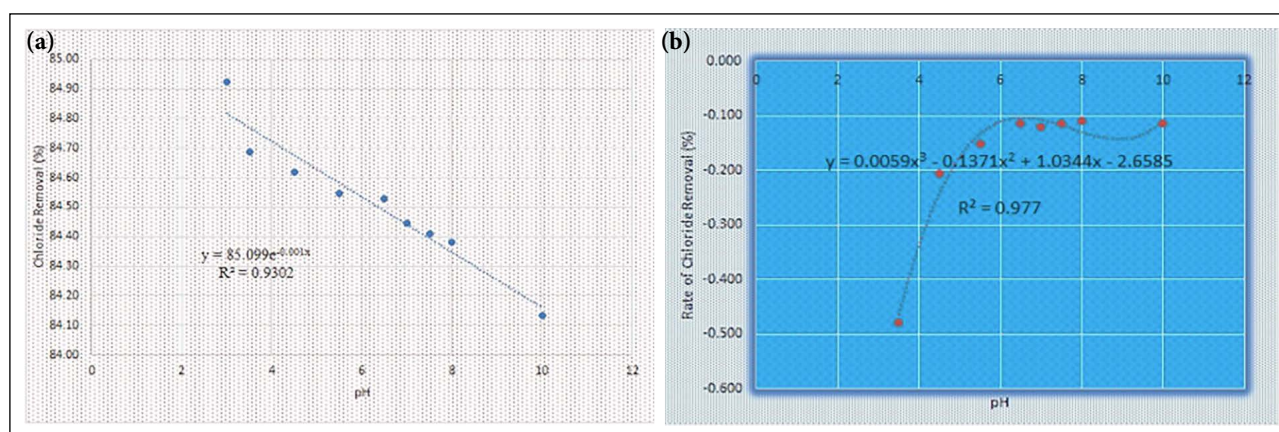 (a)
85.00
84.90
84.80
84.70
84.60
84.50
84.40
84.30
84.20
84.10
84.00
Chloride Removal (%)
y = 85.099e^-0.001x
R² = 0.9302
0 2 4 6 8 10 12
pH
(b)
0.000
-0.100
-0.200
-0.300
-0.400
-0.500
-0.600
Rate of Chloride Removal (%)
0 2 4 6 8 10 12
y = 0.0059x³ - 0.1371x² + 1.0344x - 2.6585
R² = 0.977
pH